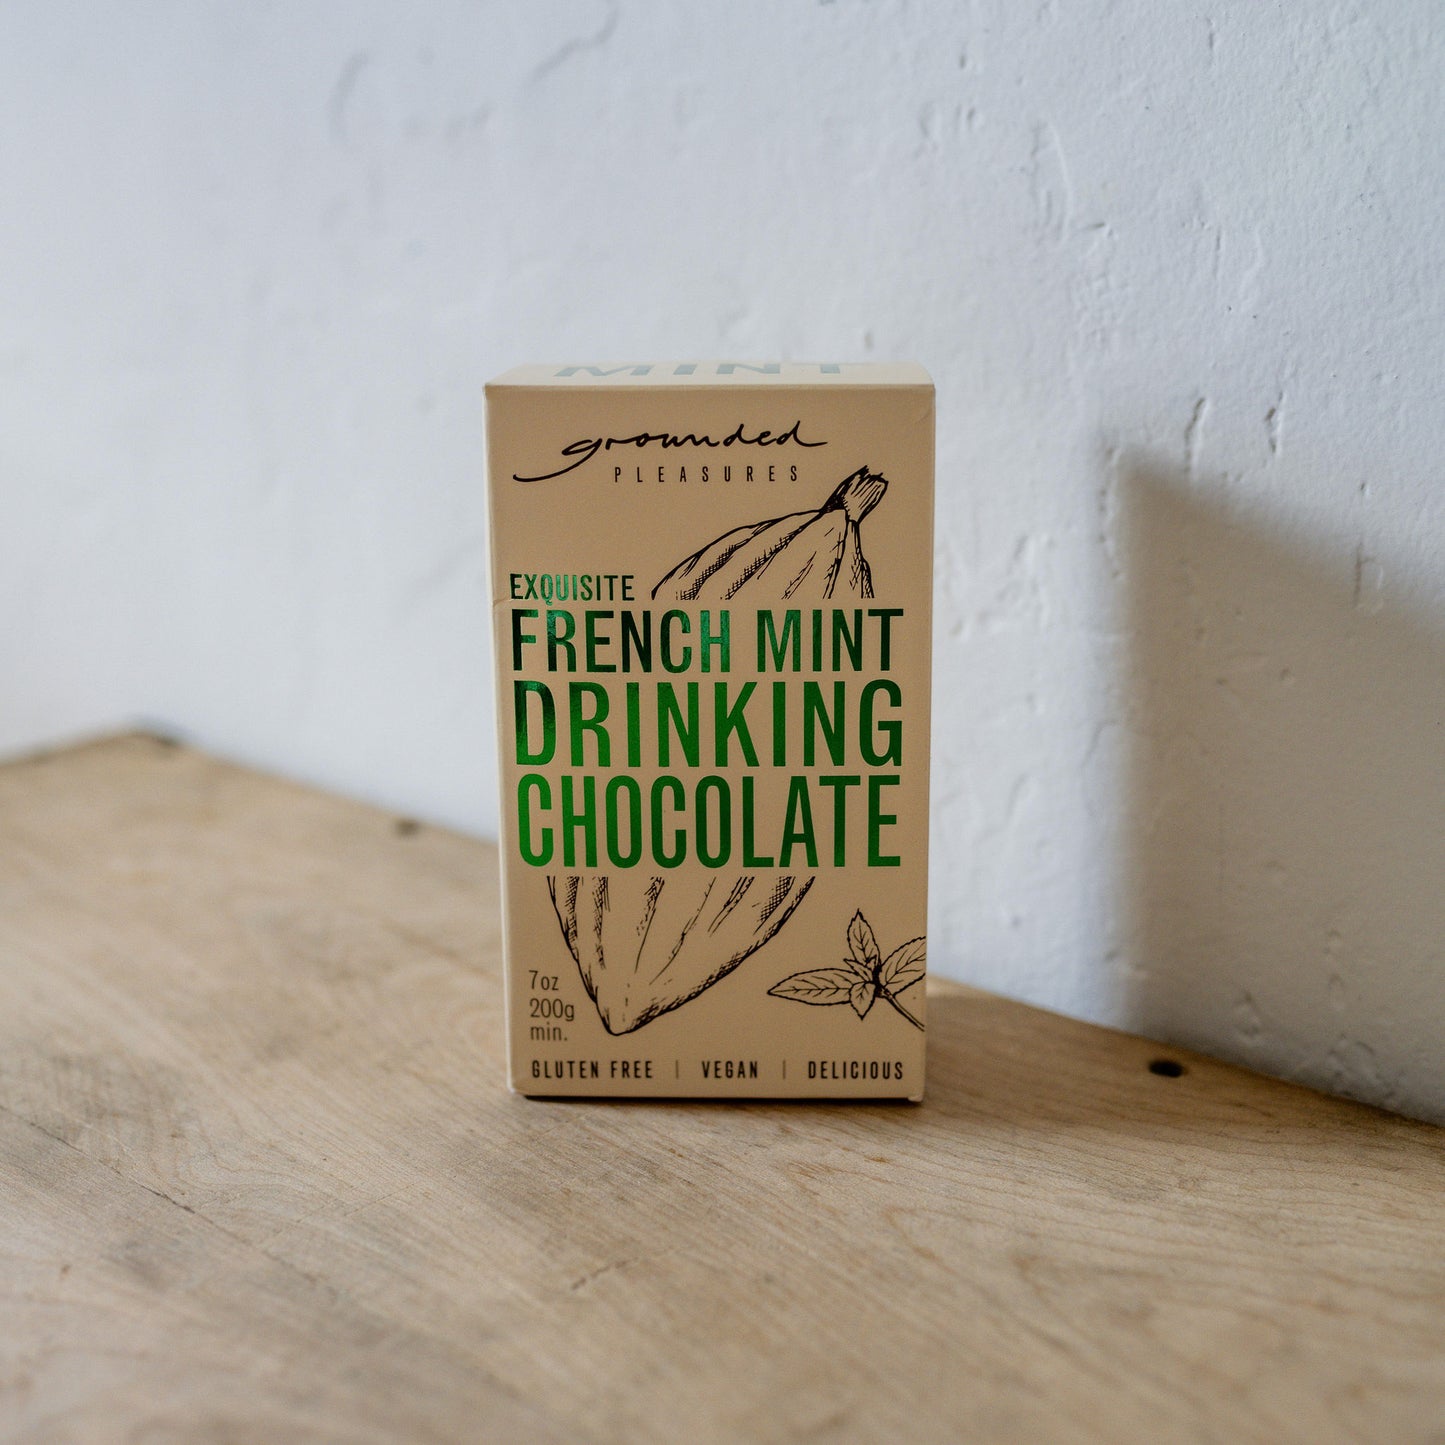 MINT
grounded
PLEASURES
EXQUISITE
FRENCH MINT
DRINKING
CHOCOLATE
7oz
200g
min.
GLUTEN FREE | VEGAN | DELICIOUS